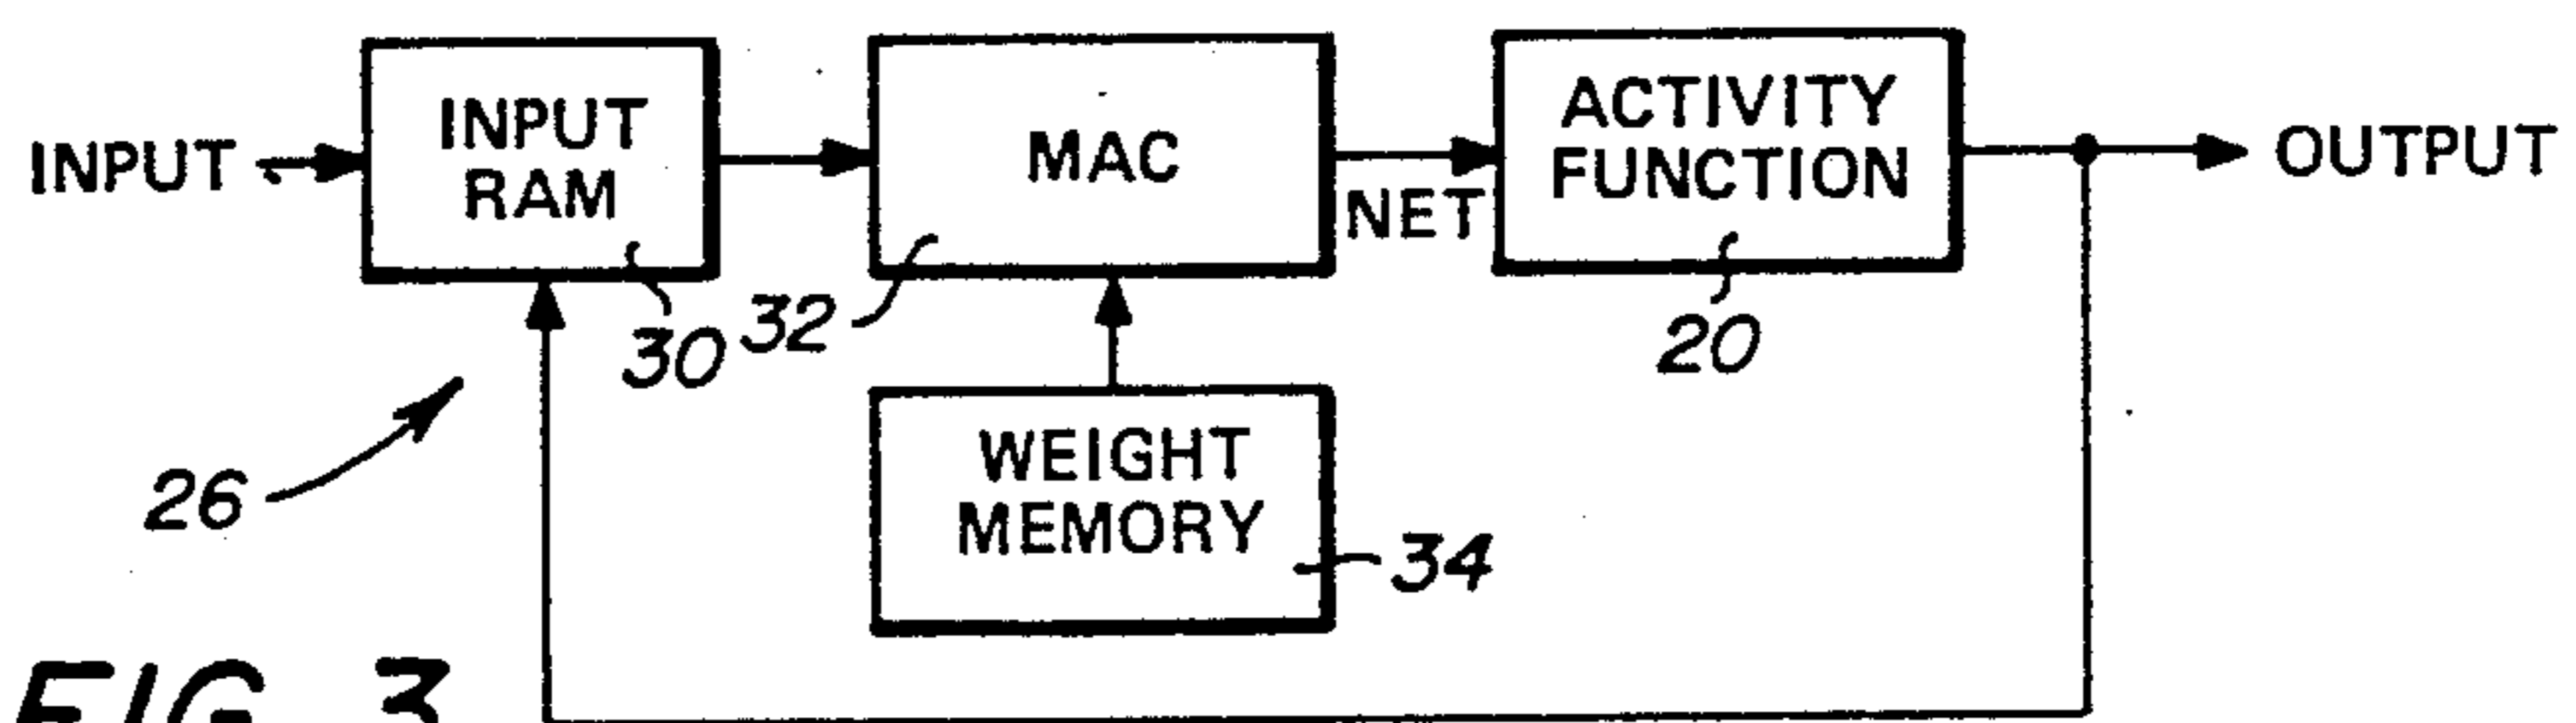 INPUT
INPUT
RAM
30
MAC
32
NET
ACTIVITY
FUNCTION
20
OUTPUT
WEIGHT
MEMORY
34
26
FIG. 3